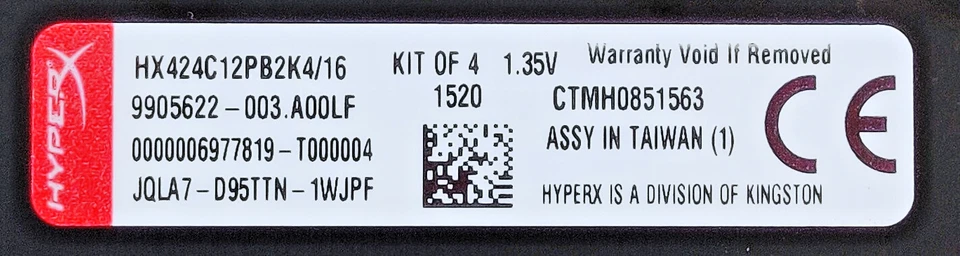 HYPERX
HX424C12PB2K4/16 KIT OF 4 1.35V Warranty Void If Removed
9905622-003.A00LF 1520 CTMH0851563
0000006977819-T000004 ASSY IN TAIWAN (1)
JQLA7-D95TTN-1WJPF HYPERX IS A DIVISION OF KINGSTON
CE